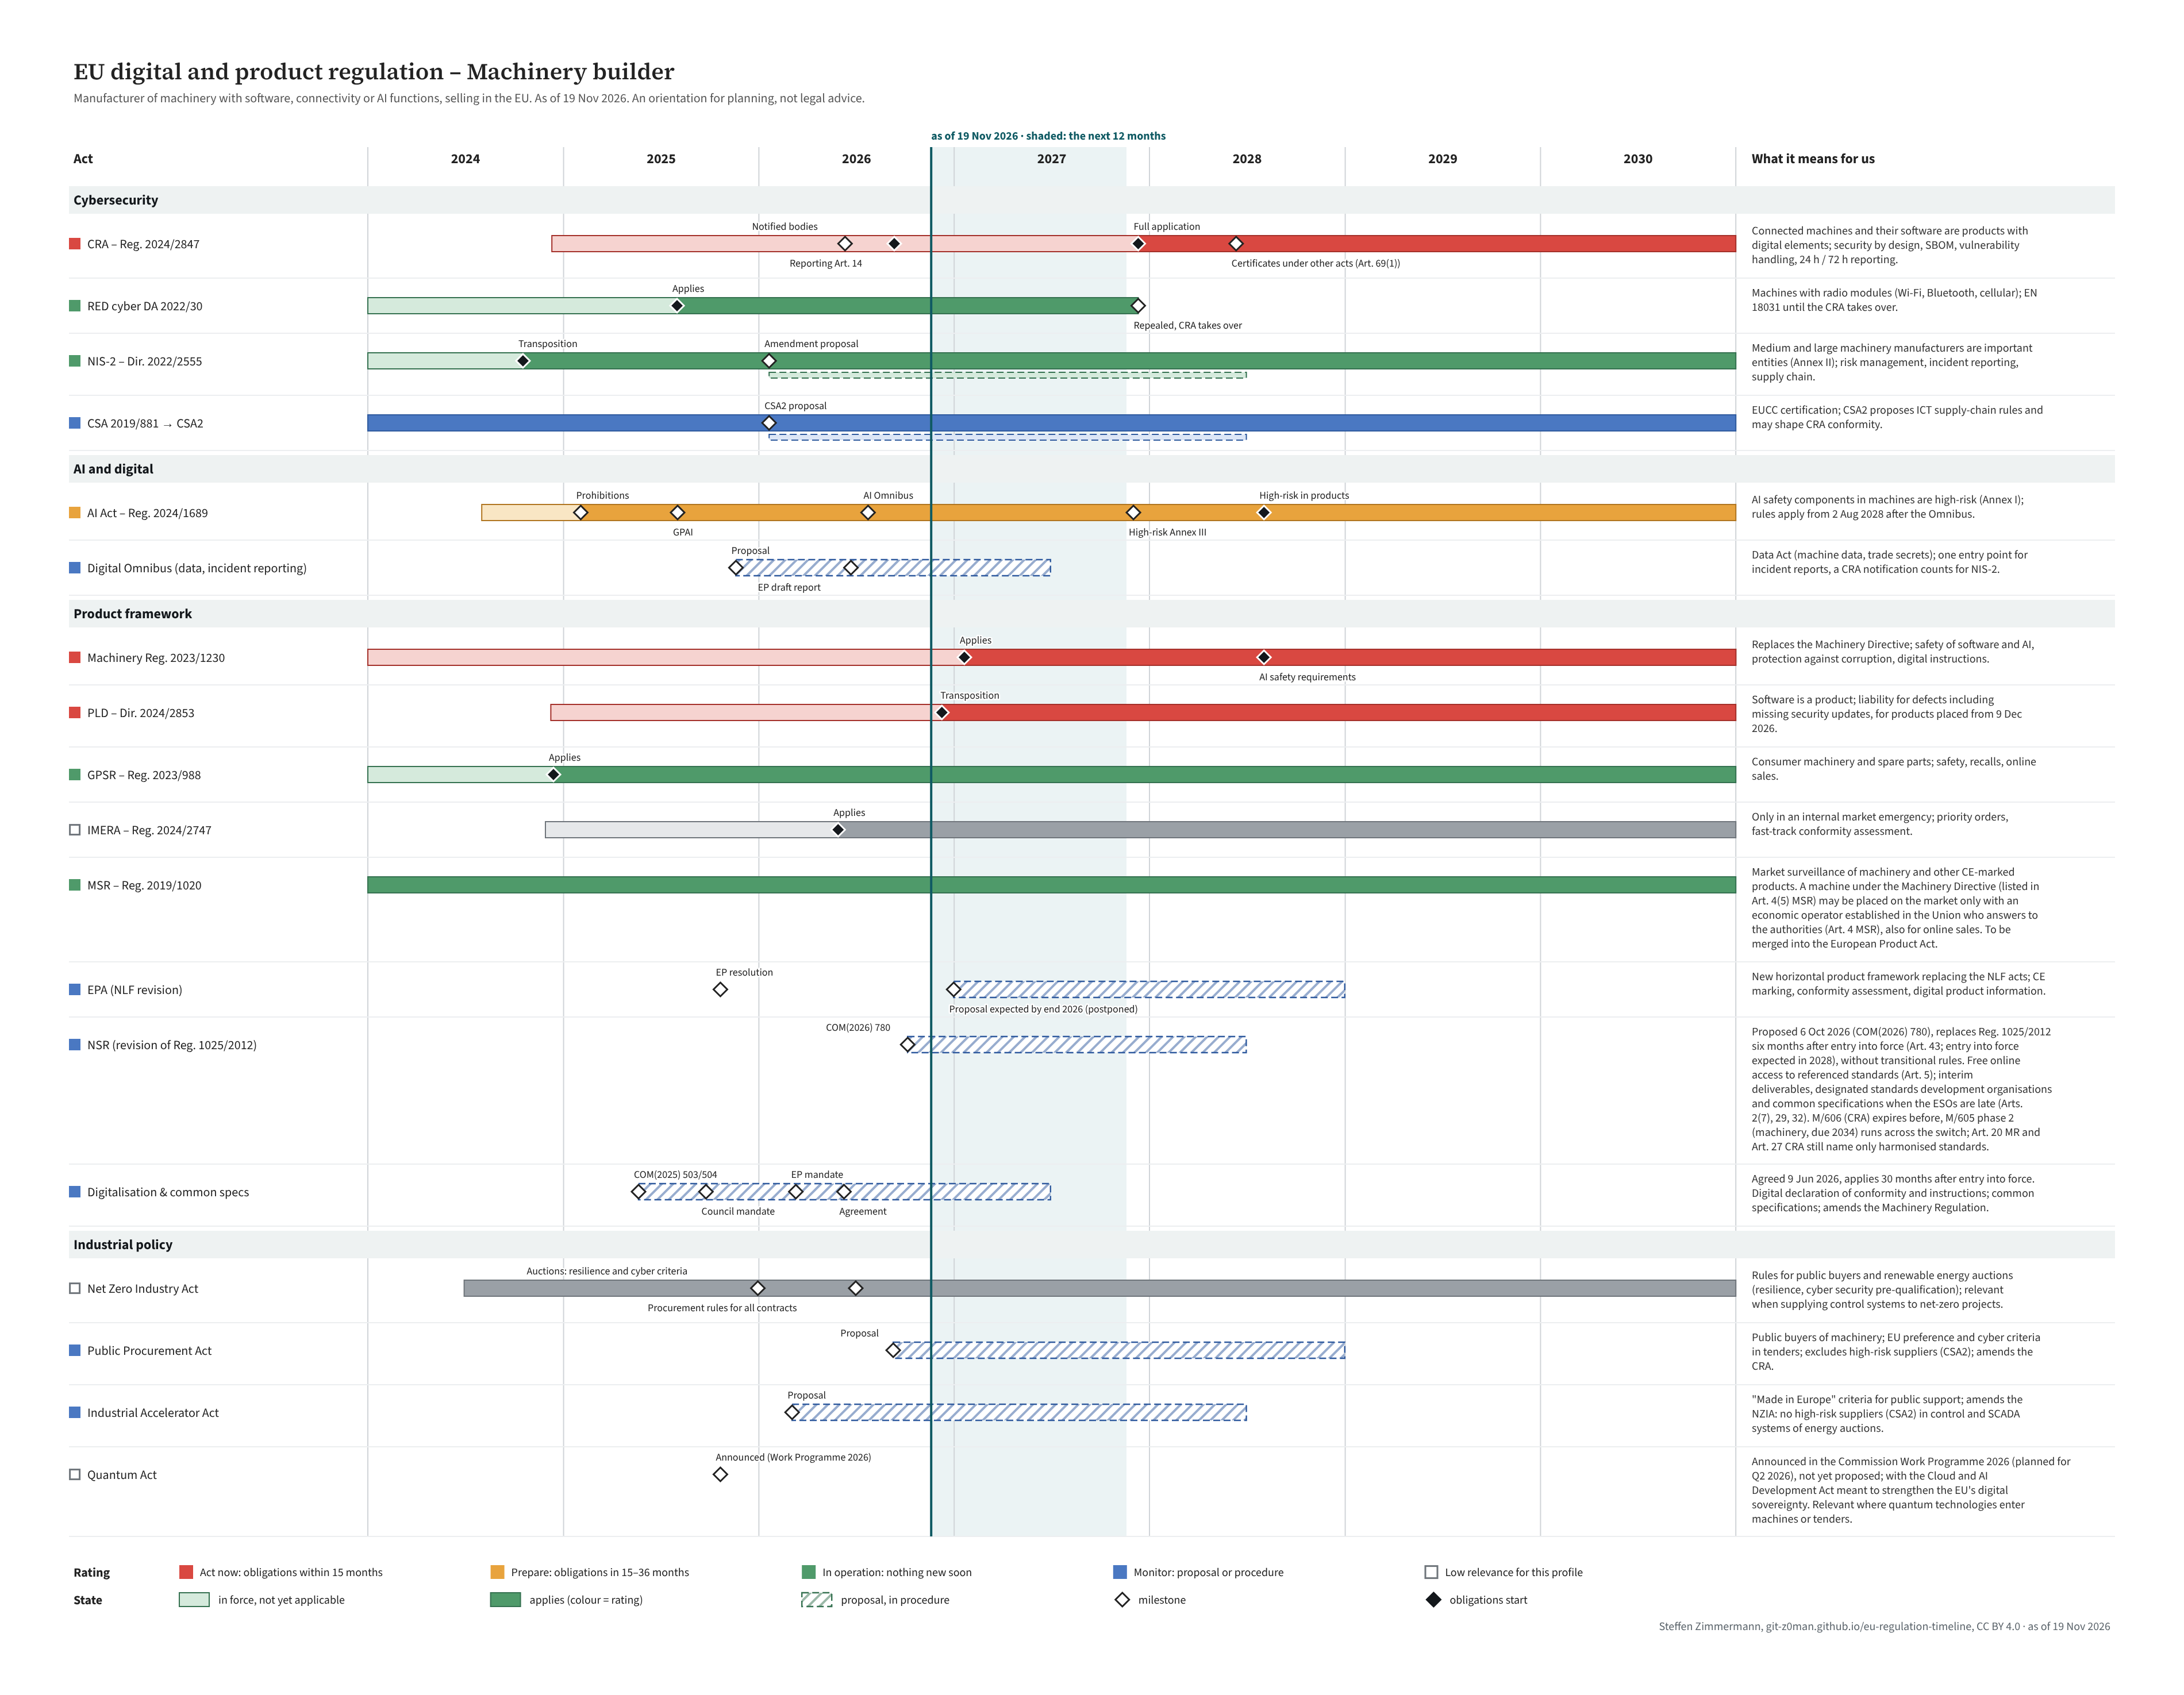 EU digital and product regulation – Machinery builder
Manufacturer of machinery with software, connectivity or AI functions, selling in the EU. As of 19 Nov 2026. An orientation for planning, not legal advice.
as of 19 Nov 2026 · shaded: the next 12 months
Act 2024 2025 2026 2027 2028 2029 2030 What it means for us
Cybersecurity
CRA – Reg. 2024/2847
Notified bodies
Full application
Reporting Art. 14
Certificates under other acts (Art. 69(1))
Connected machines and their software are products with
digital elements; security by design, SBOM, vulnerability
handling, 24 h / 72 h reporting.
RED cyber DA 2022/30
Applies
Repealed, CRA takes over
Machines with radio modules (Wi-Fi, Bluetooth, cellular); EN
18031 until the CRA takes over.
NIS-2 – Dir. 2022/2555
Transposition
Amendment proposal
Medium and large machinery manufacturers are important
entities (Annex II); risk management, incident reporting,
supply chain.
CSA 2019/881 → CSA2
CSA2 proposal
EUCC certification; CSA2 proposes ICT supply-chain rules and
may shape CRA conformity.
AI and digital
AI Act – Reg. 2024/1689
Prohibitions
AI Omnibus
High-risk in products
GPAI
High-risk Annex III
AI safety components in machines are high-risk (Annex I);
rules apply from 2 Aug 2028 after the Omnibus.
Digital Omnibus (data, incident reporting)
Proposal
EP draft report
Data Act (machine data, trade secrets); one entry point for
incident reports, a CRA notification counts for NIS-2.
Product framework
Machinery Reg. 2023/1230
Applies
AI safety requirements
Replaces the Machinery Directive; safety of software and AI,
protection against corruption, digital instructions.
PLD – Dir. 2024/2853
Transposition
Software is a product; liability for defects including
missing security updates, for products placed from 9 Dec
2026.
GPSR – Reg. 2023/988
Applies
Consumer machinery and spare parts; safety, recalls, online
sales.
IMERA – Reg. 2024/2747
Applies
Only in an internal market emergency; priority orders,
fast-track conformity assessment.
MSR – Reg. 2019/1020
Market surveillance of machinery and other CE-marked
products. A machine under the Machinery Directive (listed in
Art. 4(5) MSR) may be placed on the market only with an
economic operator established in the Union who answers to
the authorities (Art. 4 MSR), also for online sales. To be
merged into the European Product Act.
EPA (NLF revision)
EP resolution
Proposal expected by end 2026 (postponed)
New horizontal product framework replacing the NLF acts; CE
marking, conformity assessment, digital product information.
NSR (revision of Reg. 1025/2012)
COM(2026) 780
Proposed 6 Oct 2026 (COM(2026) 780), replaces Reg. 1025/2012
six months after entry into force (Art. 43; entry into force
expected in 2028), without transitional rules. Free online
access to referenced standards (Art. 5); interim
deliverables, designated standards development organisations
and common specifications when the ESOs are late (Arts.
2(7), 29, 32). M/606 (CRA) expires before, M/605 phase 2
(machinery, due 2034) runs across the switch; Art. 20 MR and
Art. 27 CRA still name only harmonised standards.
Digitalisation & common specs
COM(2025) 503/504
EP mandate
Council mandate
Agreement
Agreed 9 Jun 2026, applies 30 months after entry into force.
Digital declaration of conformity and instructions; common
specifications; amends the Machinery Regulation.
Industrial policy
Net Zero Industry Act
Auctions: resilience and cyber criteria
Procurement rules for all contracts
Rules for public buyers and renewable energy auctions
(resilience, cyber security pre-qualification); relevant
when supplying control systems to net-zero projects.
Public Procurement Act
Proposal
Public buyers of machinery; EU preference and cyber criteria
in tenders; excludes high-risk suppliers (CSA2); amends the
CRA.
Industrial Accelerator Act
Proposal
"Made in Europe" criteria for public support; amends the
NZIA: no high-risk suppliers (CSA2) in control and SCADA
systems of energy auctions.
Quantum Act
Announced (Work Programme 2026)
Announced in the Commission Work Programme 2026 (planned for
Q2 2026), not yet proposed; with the Cloud and AI
Development Act meant to strengthen the EU's digital
sovereignty. Relevant where quantum technologies enter
machines or tenders.
Rating Act now: obligations within 15 months Prepare: obligations in 15–36 months In operation: nothing new soon Monitor: proposal or procedure Low relevance for this profile
State in force, not yet applicable applies (colour = rating) proposal, in procedure milestone obligations start
Steffen Zimmermann, git-z0man.github.io/eu-regulation-timeline, CC BY 4.0 · as of 19 Nov 2026